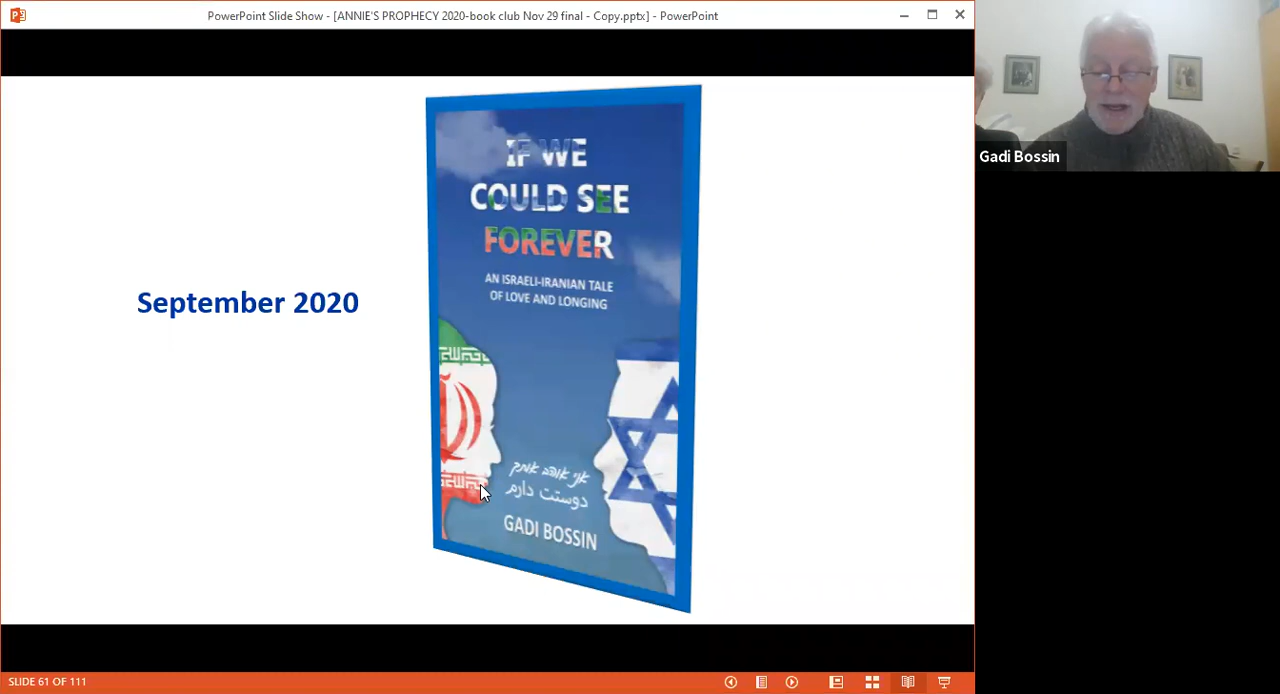 PowerPoint Slide Show - [ANNIE'S PROPHECY 2020-book club Nov 29 final - Copy.pptx] - PowerPoint
Gadi Bossin
IF WE
COULD SEE
FOREVER
AN ISRAELI-IRANIAN TALE
OF LOVE AND LONGING
September 2020
אני אוהב אותך
دوستت دارم
GADI BOSSIN
SLIDE 61 OF 111